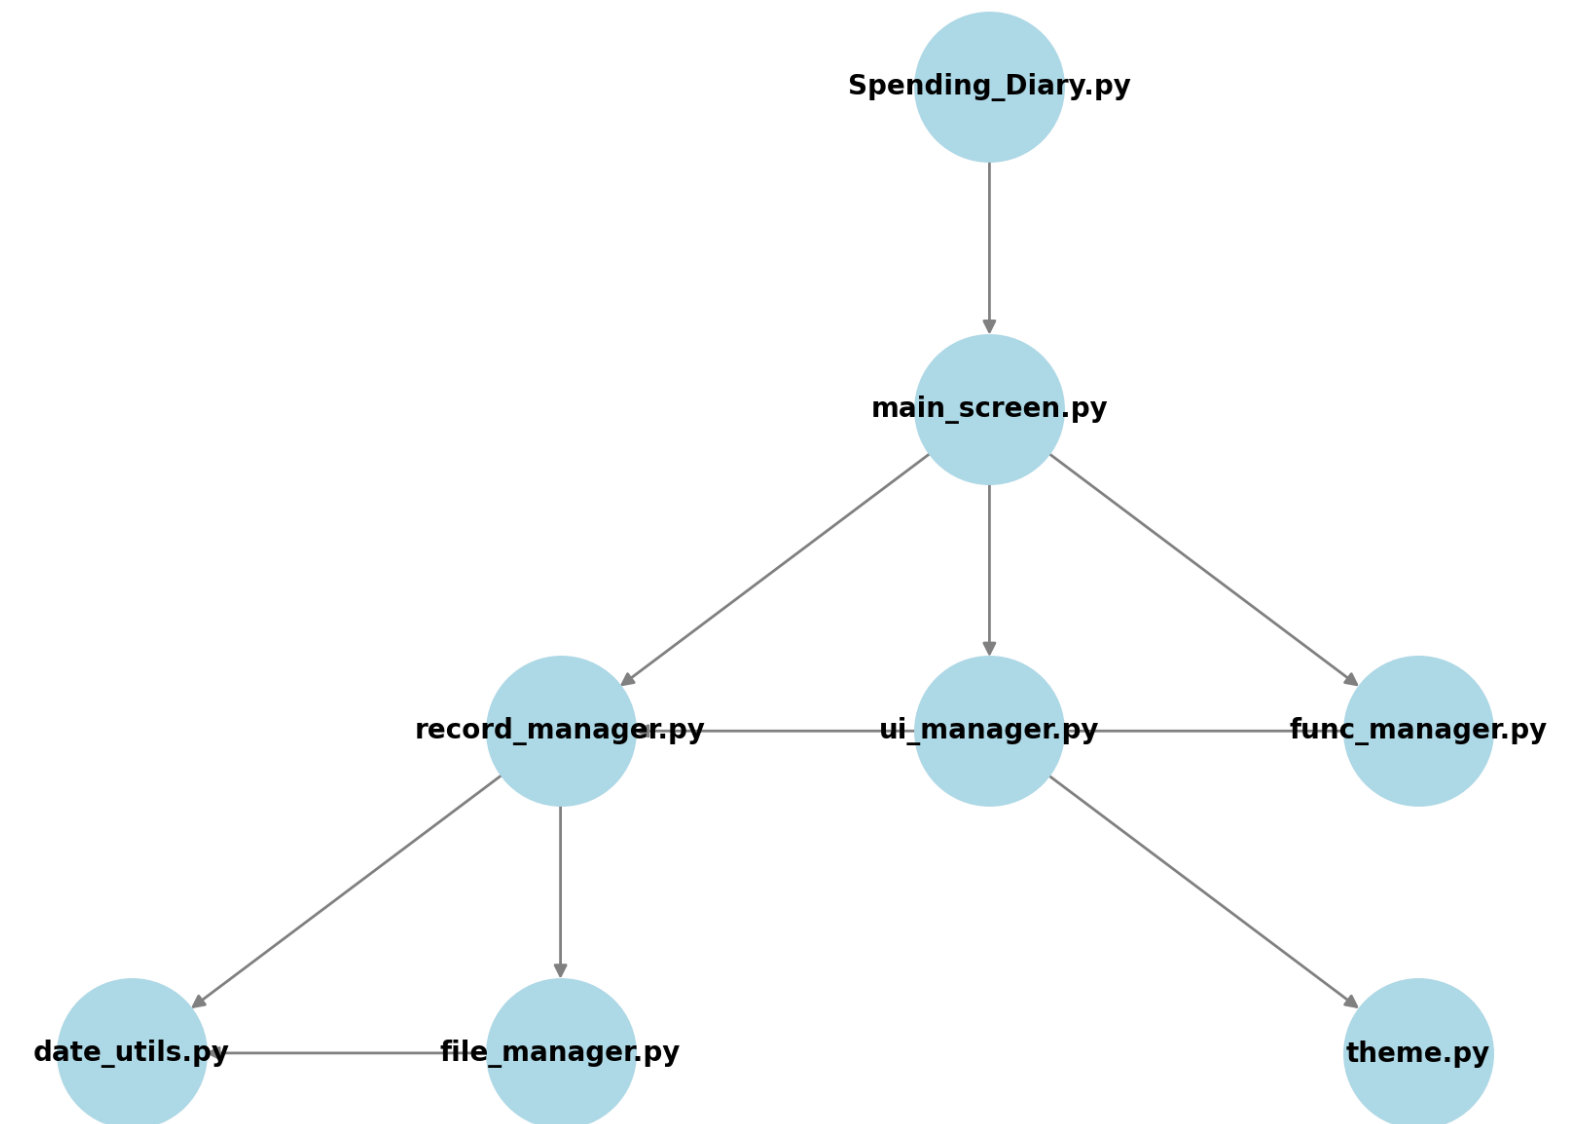 Spending_Diary.py
main_screen.py
record_manager.py
ui_manager.py
func_manager.py
date_utils.py
file_manager.py
theme.py